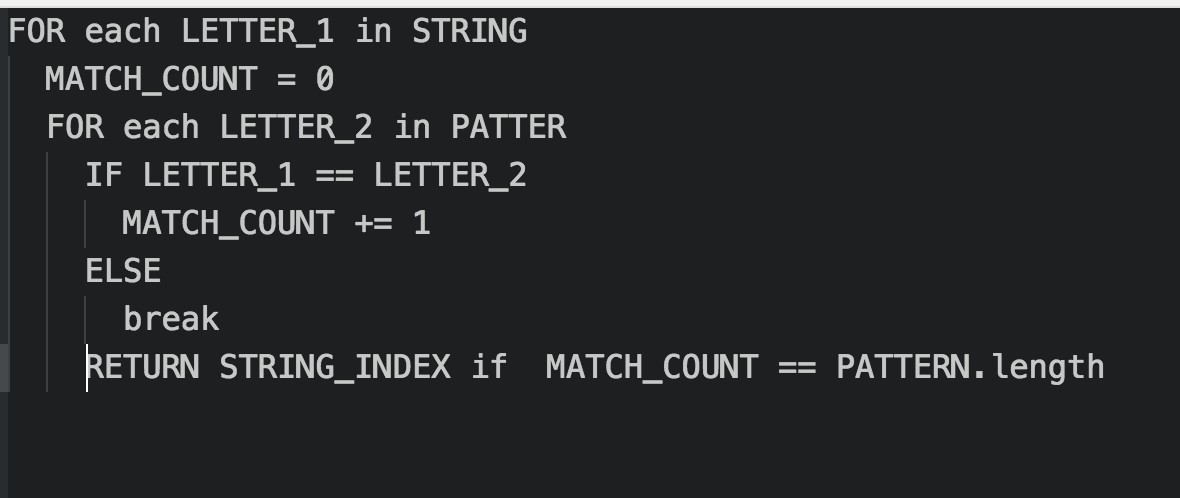 FOR each LETTER_1 in STRING
MATCH_COUNT = 0
FOR each LETTER_2 in PATTER
IF LETTER_1 == LETTER_2
MATCH_COUNT += 1
ELSE
break
RETURN STRING_INDEX if  MATCH_COUNT == PATTERN.length